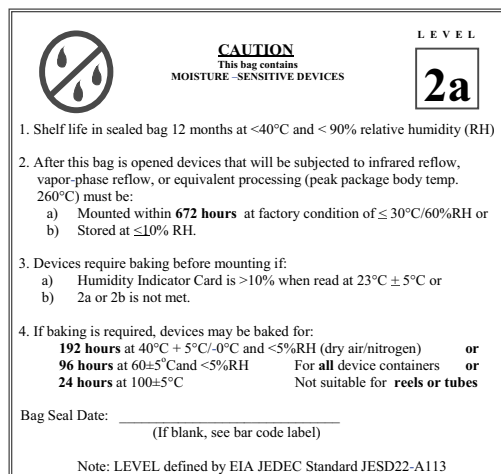 L E V E L
CAUTION
This bag contains
MOISTURE –SENSITIVE DEVICES
2a
1. Shelf life in sealed bag 12 months at <40°C and < 90% relative humidity (RH)
2. After this bag is opened devices that will be subjected to infrared reflow,
vapor-phase reflow, or equivalent processing (peak package body temp.
260°C) must be:
a) Mounted within 672 hours at factory condition of ≤ 30°C/60%RH or
b) Stored at ≤10% RH.
3. Devices require baking before mounting if:
a) Humidity Indicator Card is >10% when read at 23°C ± 5°C or
b) 2a or 2b is not met.
4. If baking is required, devices may be baked for:
192 hours at 40°C + 5°C/-0°C and <5%RH (dry air/nitrogen) or
96 hours at 60±5°Cand <5%RH For all device containers or
24 hours at 100±5°C Not suitable for reels or tubes
Bag Seal Date: ________________________________
(If blank, see bar code label)
Note: LEVEL defined by EIA JEDEC Standard JESD22-A113